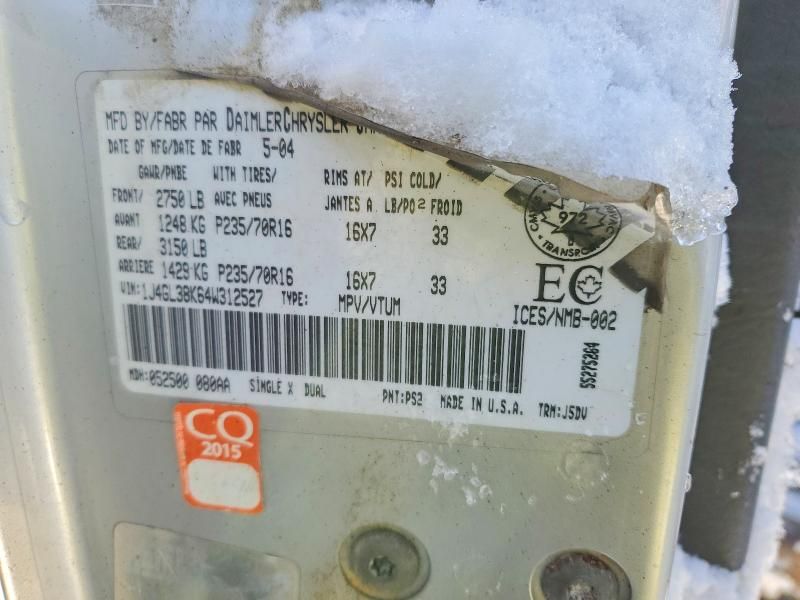 MFD BY/FABR PAR DAIMLERCHRYSLER
DATE OF MFG/DATE DE FABR 5-04
GAWR/PNBE WITH TIRES/ RIMS AT/ PSI COLD/
FRONT/ 2750 LB AVEC PNEUS JANTES A. LB/PO2 FROID
AVANT 1248 KG P235/70R16 16X7 33
REAR/ 3150 LB
ARRIERE 1429 KG P235/70R16 16X7 33
VIN: 1J4GL38K64W312527 TYPE: MPV/VTUM
972
TRANSPORT
EC
ICES/NMB-002
55275264
MDH: 052500 080AA SINGLE X DUAL PNT: PS2 MADE IN U.S.A. TRM: J5DV
CQ
2015